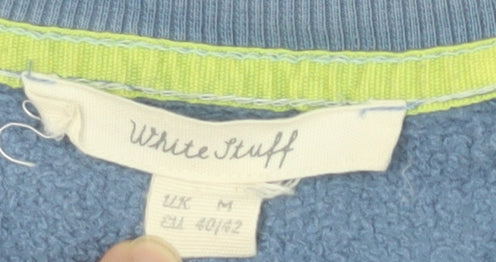 White Stuff
UK M
EU 40/42